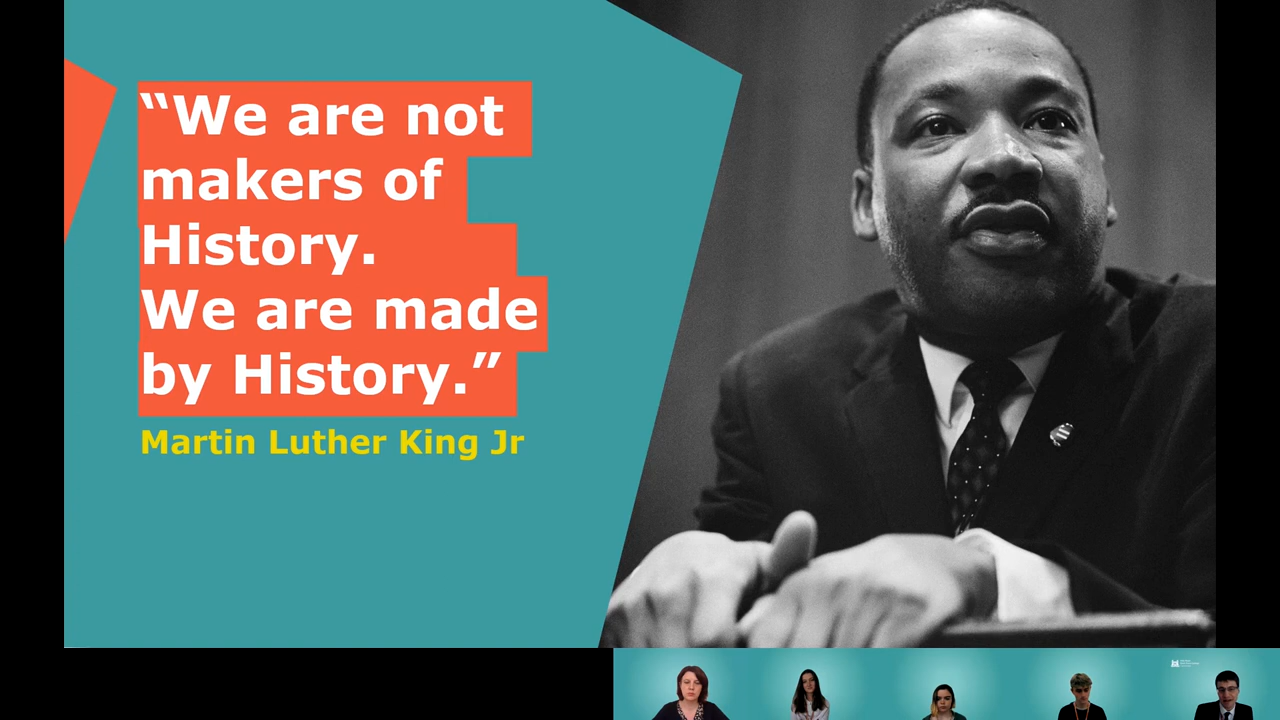 “We are not
makers of
History.
We are made
by History.”
Martin Luther King Jr